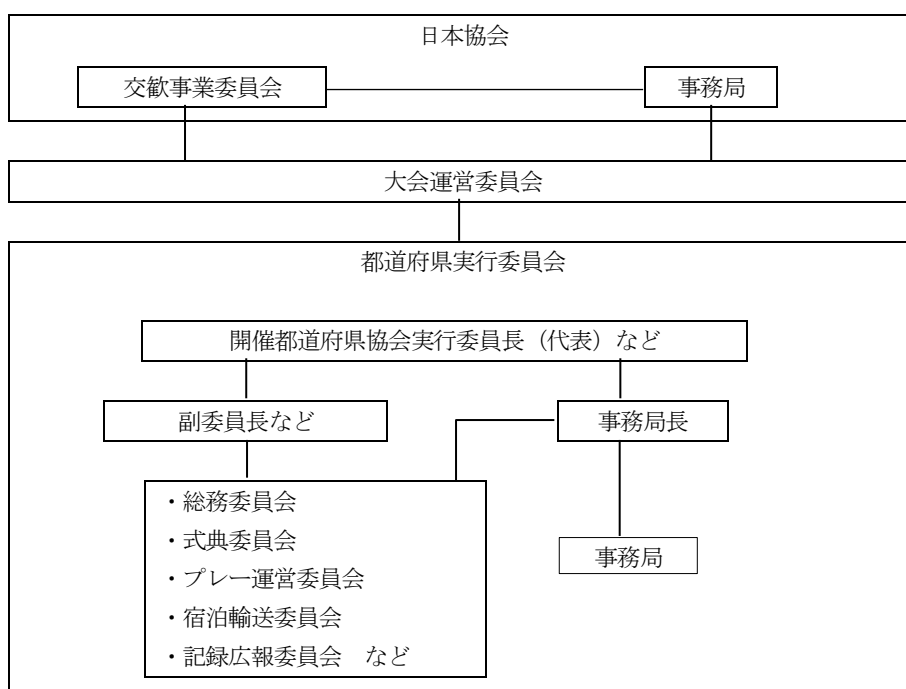 日本協会
交歓事業委員会
事務局
大会運営委員会
都道府県実行委員会
開催都道府県協会実行委員長（代表）など
副委員長など
事務局長
・総務委員会
・式典委員会
・プレー運営委員会
・宿泊輸送委員会
・記録広報委員会　など
事務局